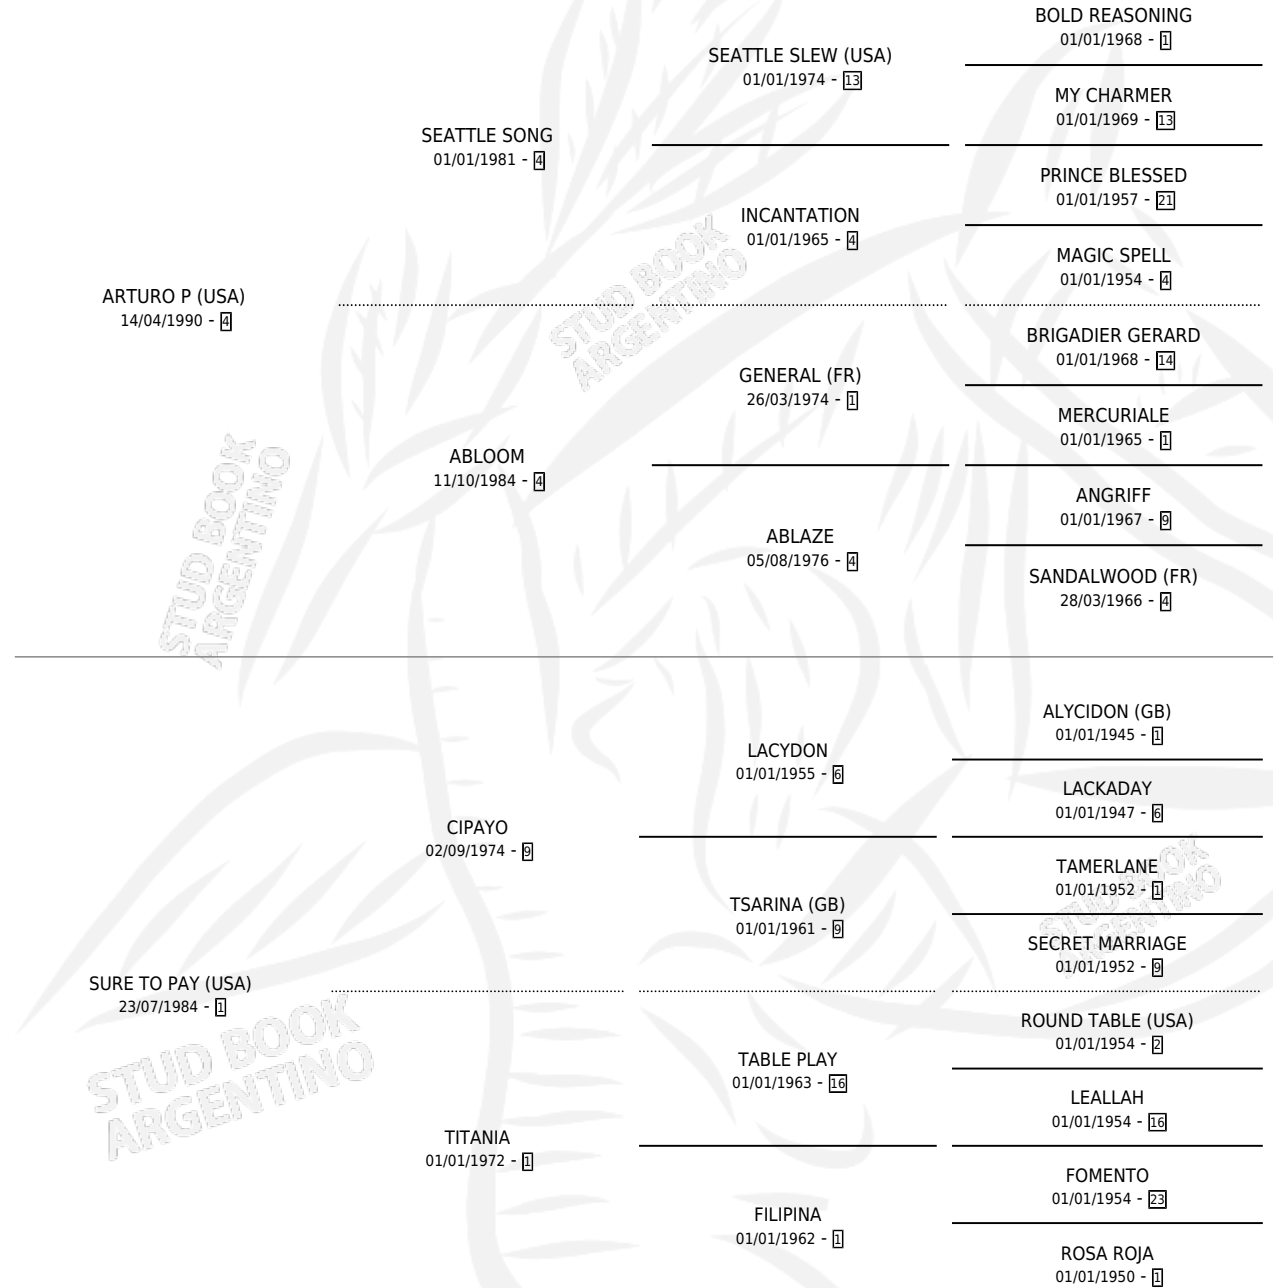 BOLD REASONING
01/01/1968 - 1
SEATTLE SLEW (USA)
01/01/1974 - 13
MY CHARMER
01/01/1969 - 13
SEATTLE SONG
01/01/1981 - 4
PRINCE BLESSED
01/01/1957 - 21
INCANTATION
01/01/1965 - 4
MAGIC SPELL
01/01/1954 - 4
ARTURO P (USA)
14/04/1990 - 4
BRIGADIER GERARD
01/01/1968 - 14
GENERAL (FR)
26/03/1974 - 1
MERCURIALE
01/01/1965 - 1
ABLOOM
11/10/1984 - 4
ANGRIFF
01/01/1967 - 9
ABLAZE
05/08/1976 - 4
SANDALWOOD (FR)
28/03/1966 - 4
ALYCIDON (GB)
01/01/1945 - 1
LACYDON
01/01/1955 - 6
LACKADAY
01/01/1947 - 6
CIPAYO
02/09/1974 - 9
TAMERLANE
01/01/1952 - 1
TSARINA (GB)
01/01/1961 - 9
SECRET MARRIAGE
01/01/1952 - 9
SURE TO PAY (USA)
23/07/1984 - 1
ROUND TABLE (USA)
01/01/1954 - 2
TABLE PLAY
01/01/1963 - 16
LEALLAH
01/01/1954 - 16
TITANIA
01/01/1972 - 1
FOMENTO
01/01/1954 - 23
FILIPINA
01/01/1962 - 1
ROSA ROJA
01/01/1950 - 1
STUD BOOK
ARGENTINO
STUD BOOK
ARGENTINO
STUD BOOK
ARGENTINO
STUD BOOK
ARGENTINO